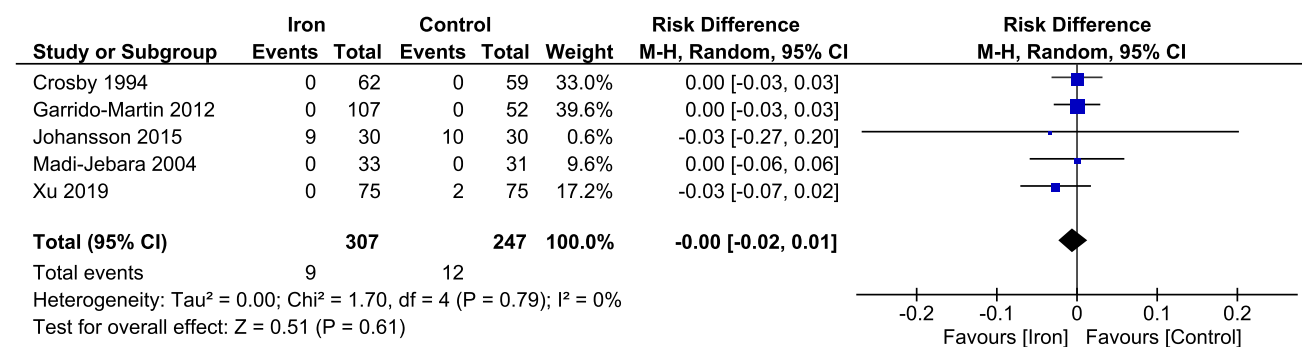 Iron Control Risk Difference Risk Difference
Study or Subgroup Events Total Events Total Weight M-H, Random, 95% CI M-H, Random, 95% CI
Crosby 1994 0 62 0 59 33.0% 0.00 [-0.03, 0.03]
Garrido-Martin 2012 0 107 0 52 39.6% 0.00 [-0.03, 0.03]
Johansson 2015 9 30 10 30 0.6% -0.03 [-0.27, 0.20]
Madi-Jebara 2004 0 33 0 31 9.6% 0.00 [-0.06, 0.06]
Xu 2019 0 75 2 75 17.2% -0.03 [-0.07, 0.02]
Total (95% CI) 307 247 100.0% -0.00 [-0.02, 0.01]
Total events 9 12
Heterogeneity: Tau² = 0.00; Chi² = 1.70, df = 4 (P = 0.79); I² = 0%
Test for overall effect: Z = 0.51 (P = 0.61)
-0.2 -0.1 0 0.1 0.2
Favours [Iron] Favours [Control]